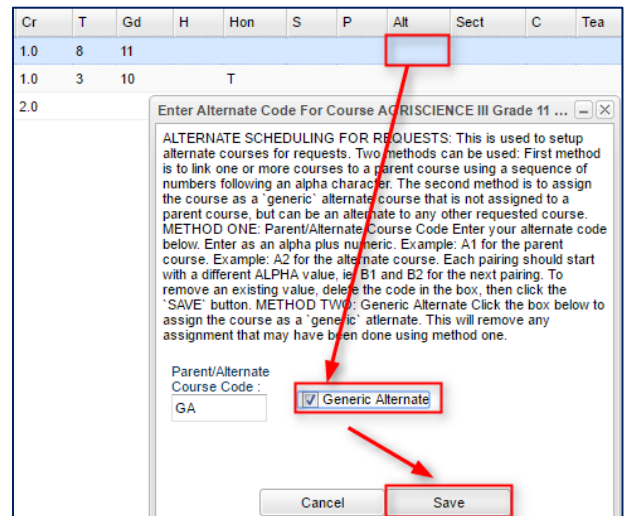 Cr T Gd H Hon S P Alt Sect C Tea
1.0 8 11
1.0 3 10 T
2.0
Enter Alternate Code For Course AGRISCIENCE III Grade 11 ...
ALTERNATE SCHEDULING FOR REQUESTS: This is used to setup
alternate courses for requests. Two methods can be used: First method
is to link one or more courses to a parent course using a sequence of
numbers following an alpha character. The second method is to assign
the course as a `generic` alternate course that is not assigned to a
parent course, but can be an alternate to any other requested course.
METHOD ONE: Parent/Alternate Course Code Enter your alternate code
below. Enter as an alpha plus numeric. Example: A1 for the parent
course. Example: A2 for the alternate course. Each pairing should start
with a different ALPHA value, ie, B1 and B2 for the next pairing. To
remove an existing value, delete the code in the box, then click the
`SAVE` button. METHOD TWO: Generic Alternate Click the box below to
assign the course as a `generic` atlernate. This will remove any
assignment that may have been done using method one.
Parent/Alternate
Course Code :
GA
Generic Alternate
Cancel Save